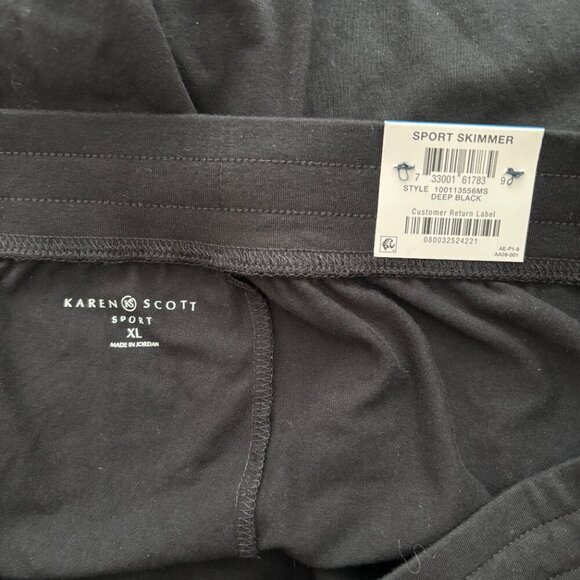 SPORT SKIMMER
7 33001 61783 9
STYLE 100113556MS
DEEP BLACK
Customer Return Label
080032524221
AE-P1-9
AA09-001
KAREN KS SCOTT
SPORT
XL
MADE IN JORDAN